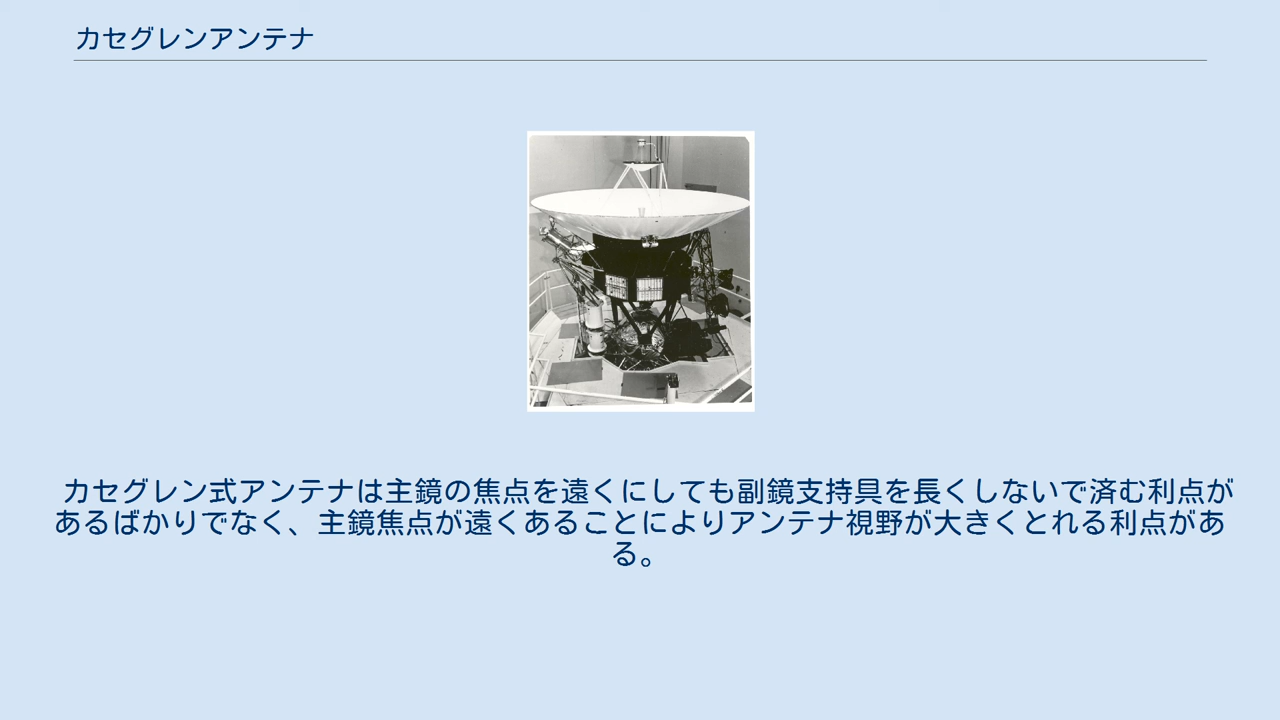 カセグレンアンテナ
カセグレン式アンテナは主鏡の焦点を遠くにしても副鏡支持具を長くしないで済む利点が
あるばかりでなく、主鏡焦点が遠くあることによりアンテナ視野が大きくとれる利点があ
る。